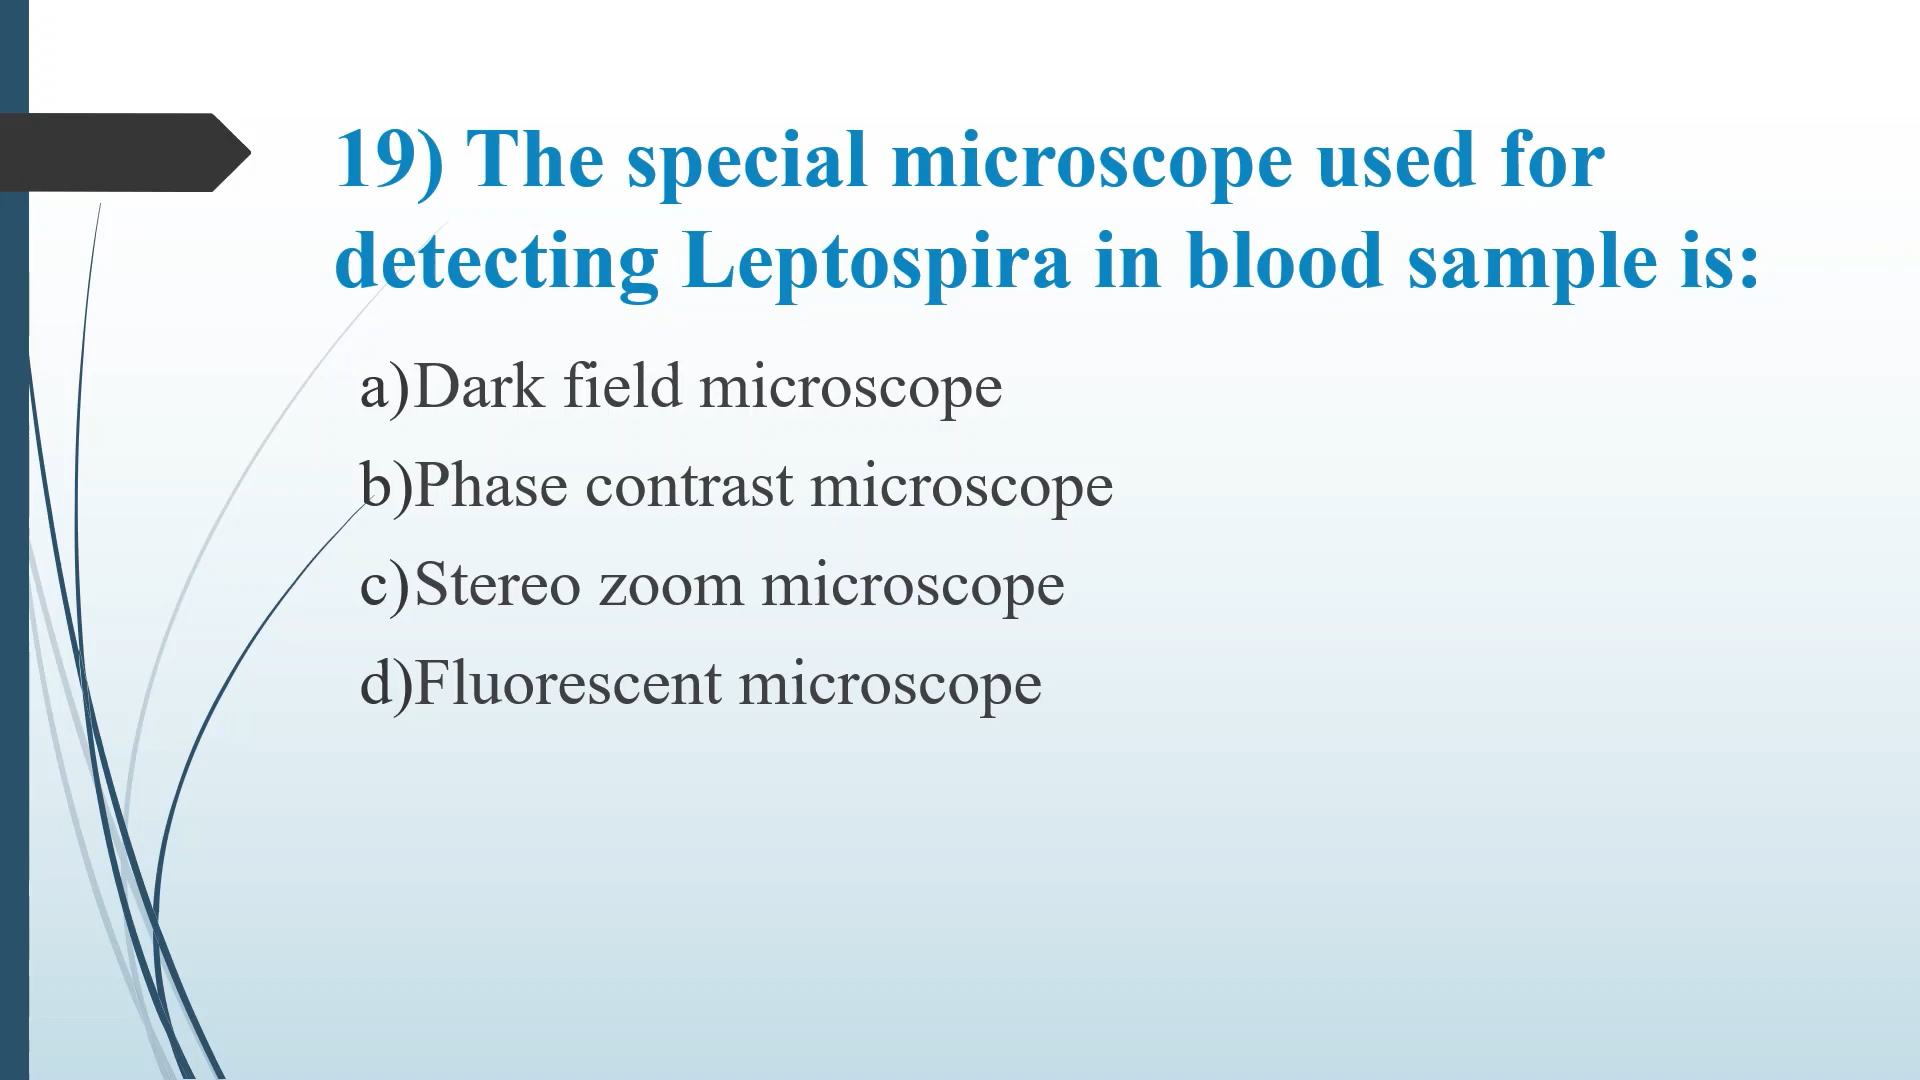 19) The special microscope used for
detecting Leptospira in blood sample is:
a)Dark field microscope
b)Phase contrast microscope
c)Stereo zoom microscope
d)Fluorescent microscope